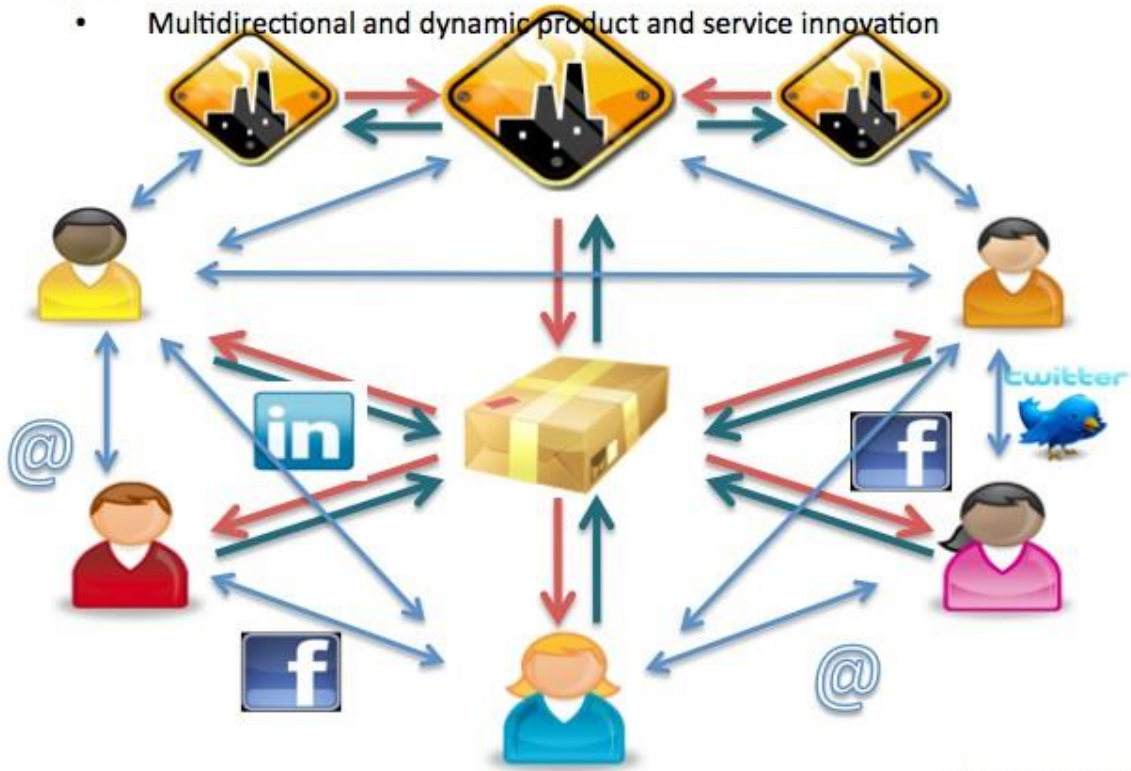 • Multidirectional and dynamic product and service innovation
in
twitter
f
@
f
@